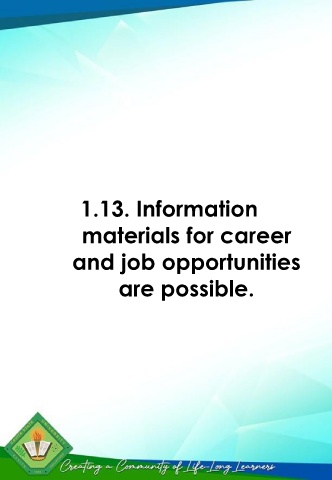 1.13. Information
materials for career
and job opportunities
are possible.
Creating a Community of Life-Long Learners